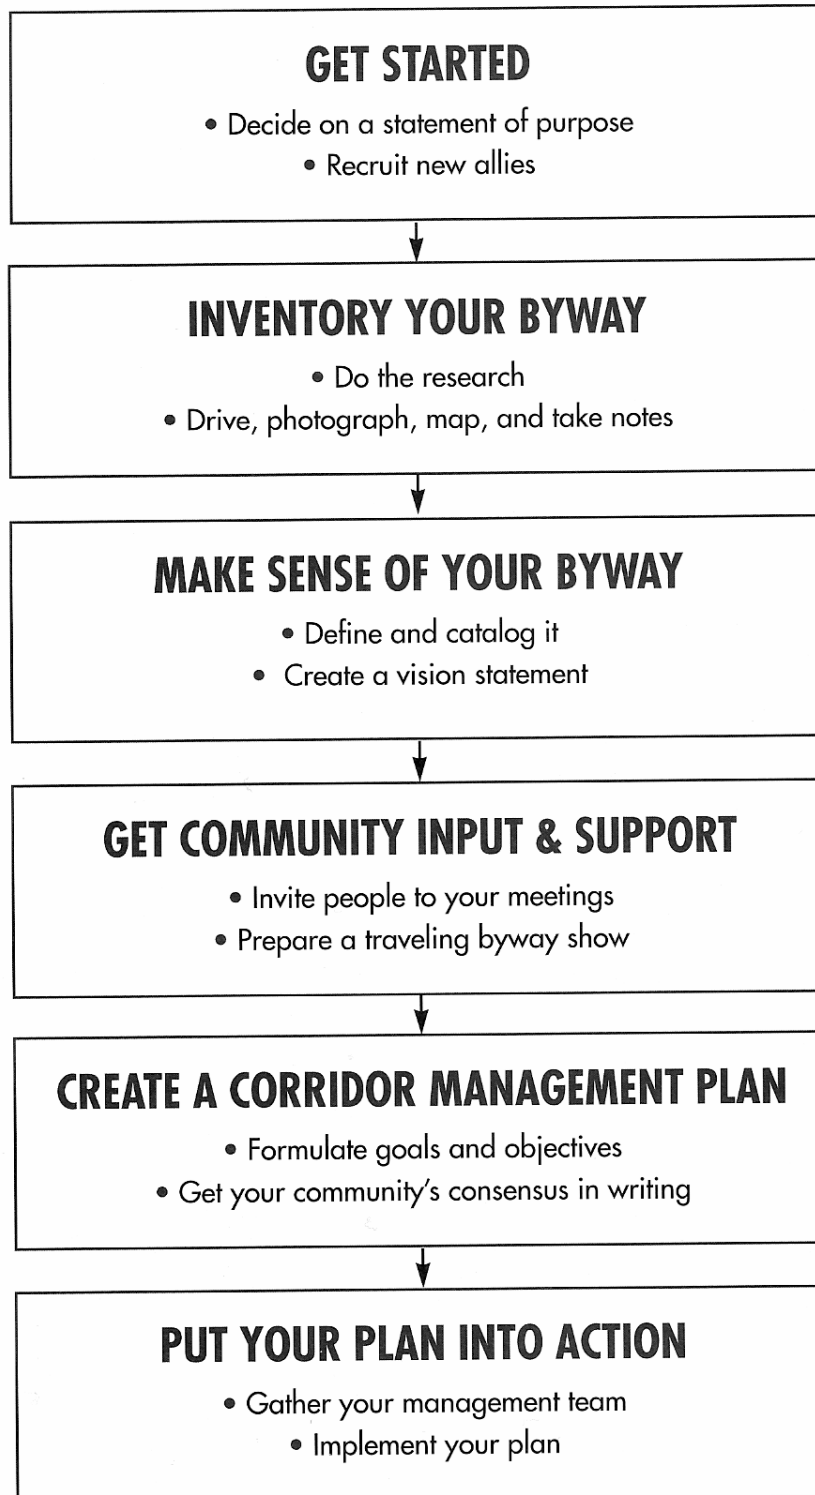 GET STARTED
• Decide on a statement of purpose
• Recruit new allies
INVENTORY YOUR BYWAY
• Do the research
• Drive, photograph, map, and take notes
MAKE SENSE OF YOUR BYWAY
• Define and catalog it
• Create a vision statement
GET COMMUNITY INPUT & SUPPORT
• Invite people to your meetings
• Prepare a traveling byway show
CREATE A CORRIDOR MANAGEMENT PLAN
• Formulate goals and objectives
• Get your community's consensus in writing
PUT YOUR PLAN INTO ACTION
• Gather your management team
• Implement your plan